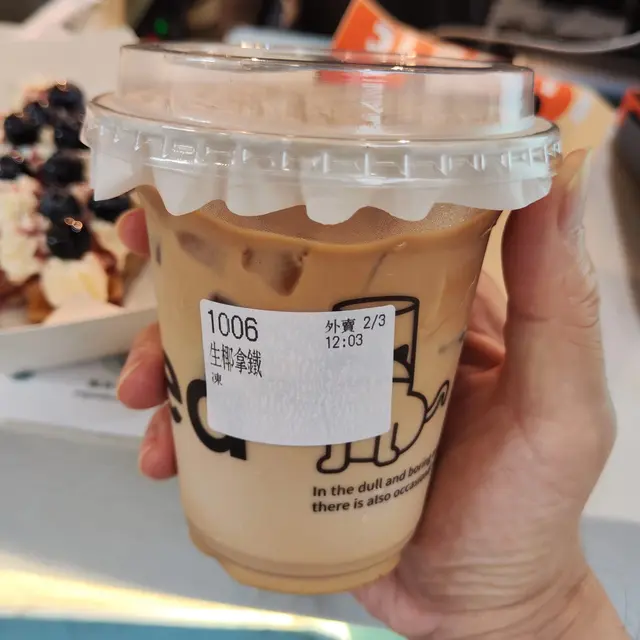 1006
外賣 2/3
12:03
生椰拿鐵
凍
ea
In the dull and boring
there is also occasion